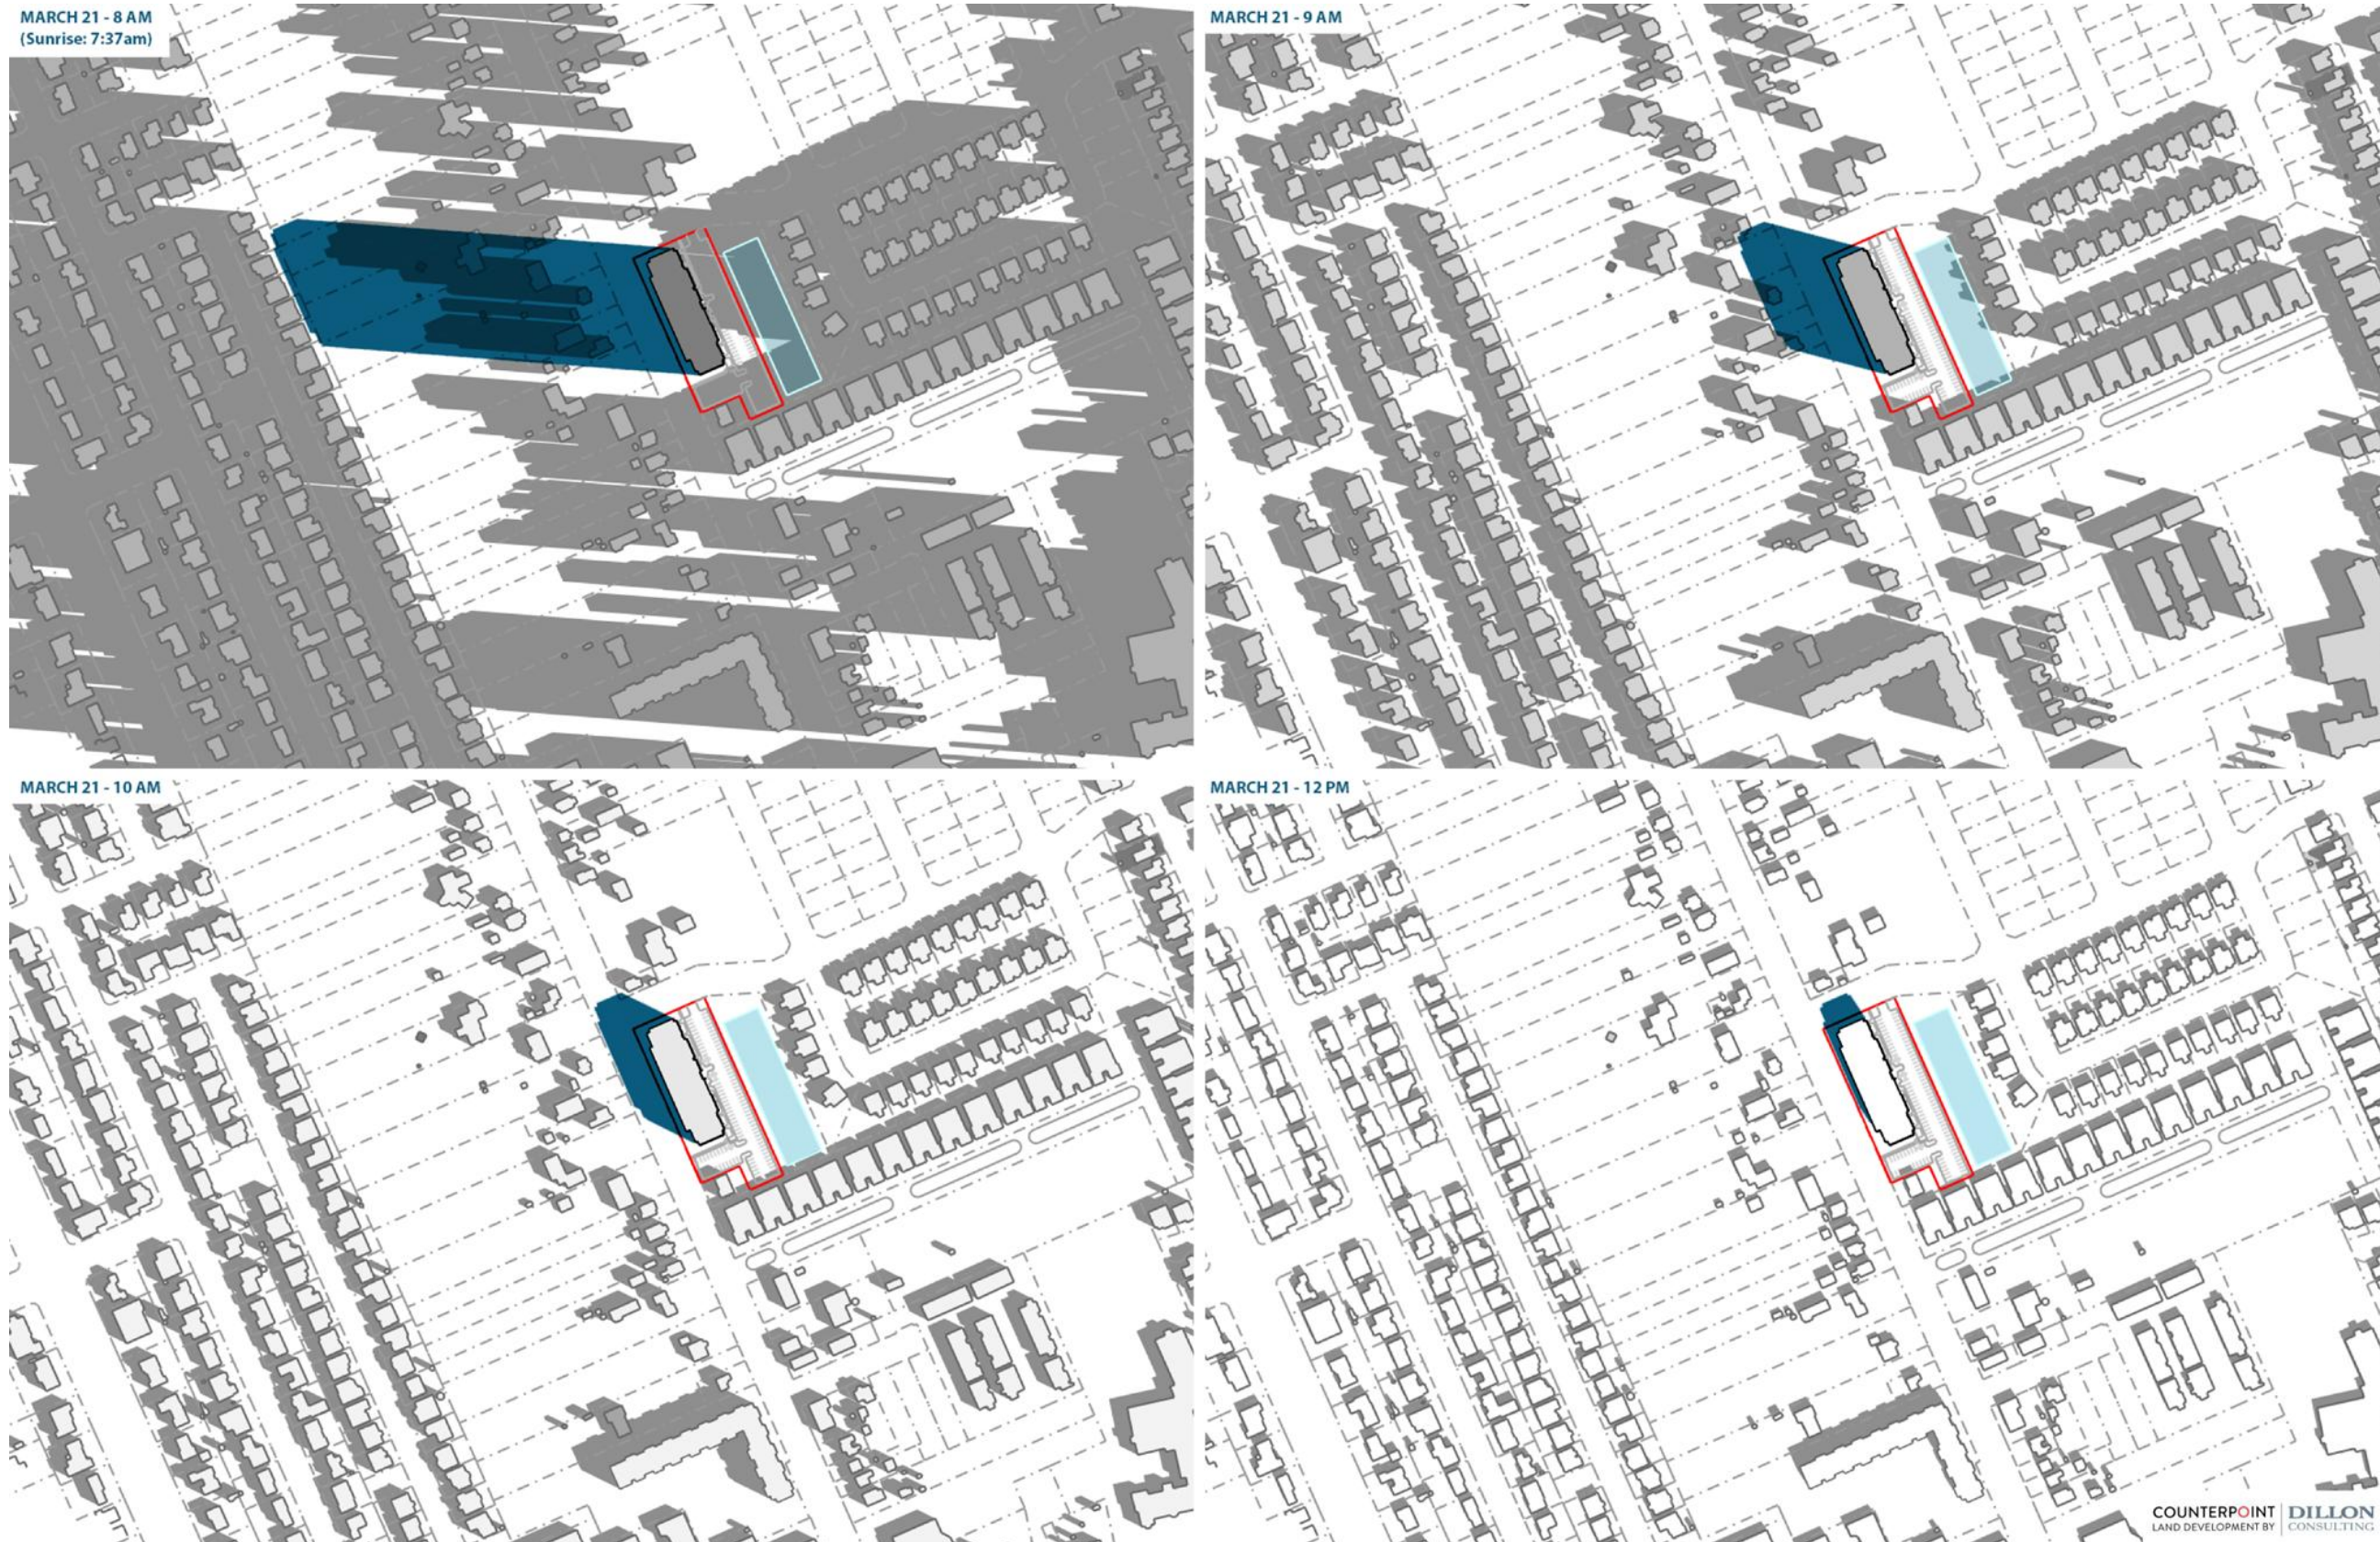 MARCH 21 - 8 AM
(Sunrise: 7:37am)
MARCH 21 - 9 AM
MARCH 21 - 10 AM
MARCH 21 - 12 PM
COUNTERPOINT
LAND DEVELOPMENT BY
DILLON
CONSULTING